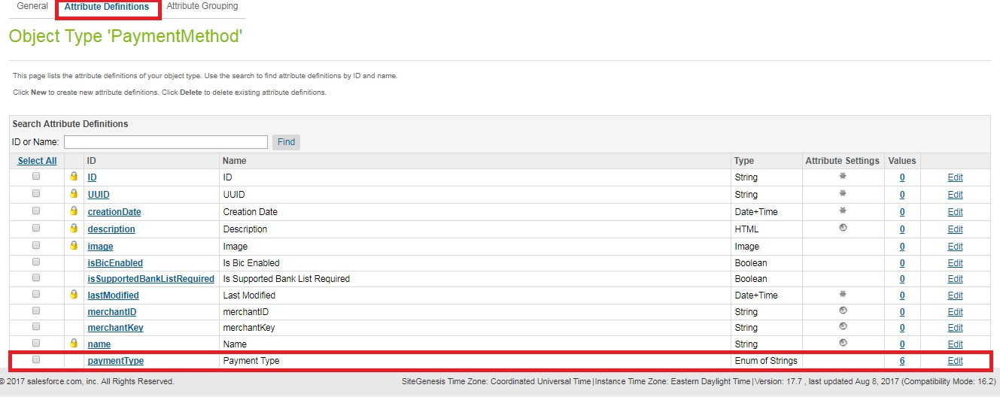 General Attribute Definitions Attribute Grouping
Object Type 'PaymentMethod'
This page lists the attribute definitions of your object type. Use the search to find attribute definitions by ID and name.
Click New to create new attribute definitions. Click Delete to delete existing attribute definitions.
Search Attribute Definitions
ID or Name: Find
Select All ID Name Type Attribute Settings Values
ID ID String 0 Edit
UUID UUID String 0 Edit
creationDate Creation Date Date+Time 0 Edit
description Description HTML 0 Edit
image Image Image 0 Edit
isBicEnabled Is Bic Enabled Boolean 0 Edit
isSupportedBankListRequired Is Supported Bank List Required Boolean 0 Edit
lastModified Last Modified Date+Time 0 Edit
merchantID merchantID String 0 Edit
merchantKey merchantKey String 0 Edit
name Name String 0 Edit
paymentType Payment Type Enum of Strings 6 Edit
© 2017 salesforce.com, inc. All Rights Reserved. SiteGenesis Time Zone: Coordinated Universal Time|Instance Time Zone: Eastern Daylight Time|Version: 17.7 , last updated Aug 8, 2017 (Compatibility Mode: 16.2)